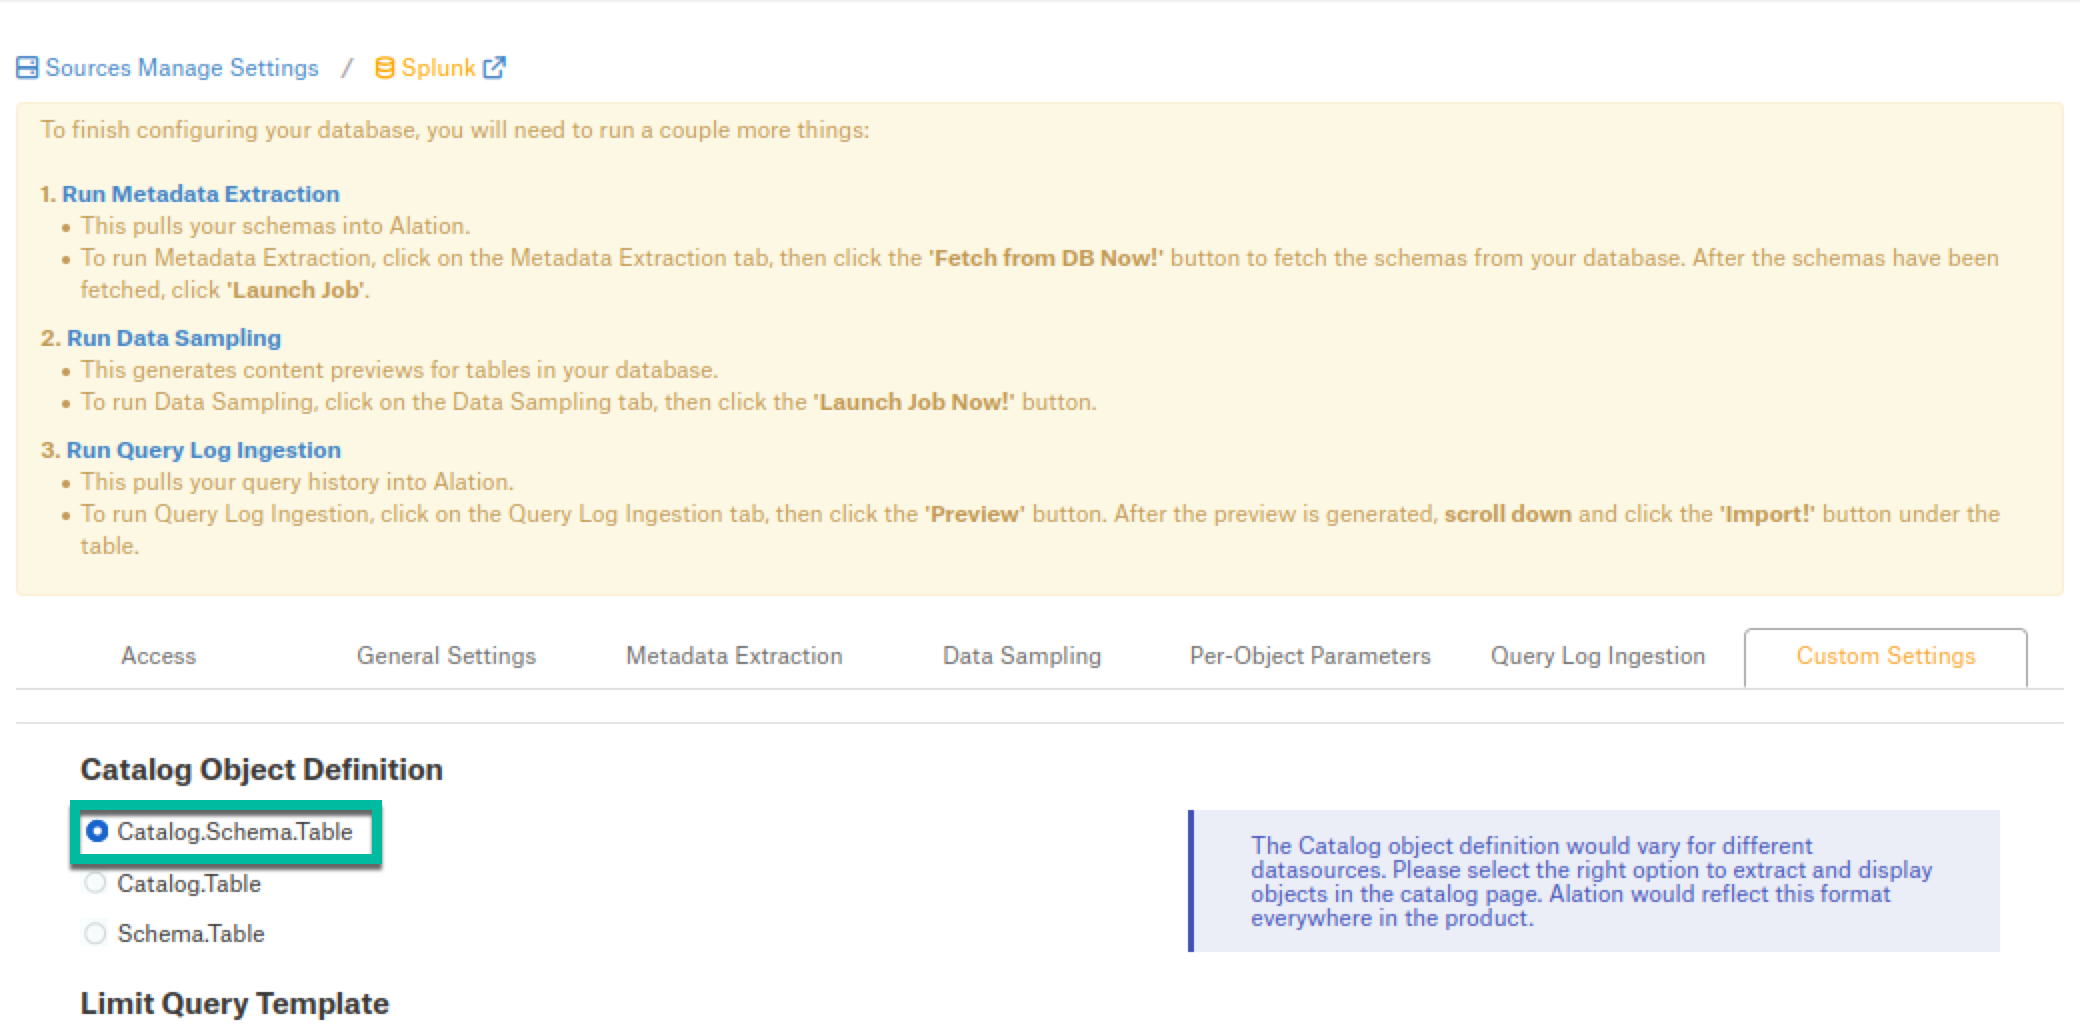 Sources Manage Settings / Splunk
To finish configuring your database, you will need to run a couple more things:
1. Run Metadata Extraction
• This pulls your schemas into Alation.
• To run Metadata Extraction, click on the Metadata Extraction tab, then click the 'Fetch from DB Now!' button to fetch the schemas from your database. After the schemas have been
fetched, click 'Launch Job'.
2. Run Data Sampling
• This generates content previews for tables in your database.
• To run Data Sampling, click on the Data Sampling tab, then click the 'Launch Job Now!' button.
3. Run Query Log Ingestion
• This pulls your query history into Alation.
• To run Query Log Ingestion, click on the Query Log Ingestion tab, then click the 'Preview' button. After the preview is generated, scroll down and click the 'Import!' button under the
table.
Access General Settings Metadata Extraction Data Sampling Per-Object Parameters Query Log Ingestion Custom Settings
Catalog Object Definition
Catalog.Schema.Table
Catalog.Table
Schema.Table
The Catalog object definition would vary for different
datasources. Please select the right option to extract and display
objects in the catalog page. Alation would reflect this format
everywhere in the product.
Limit Query Template